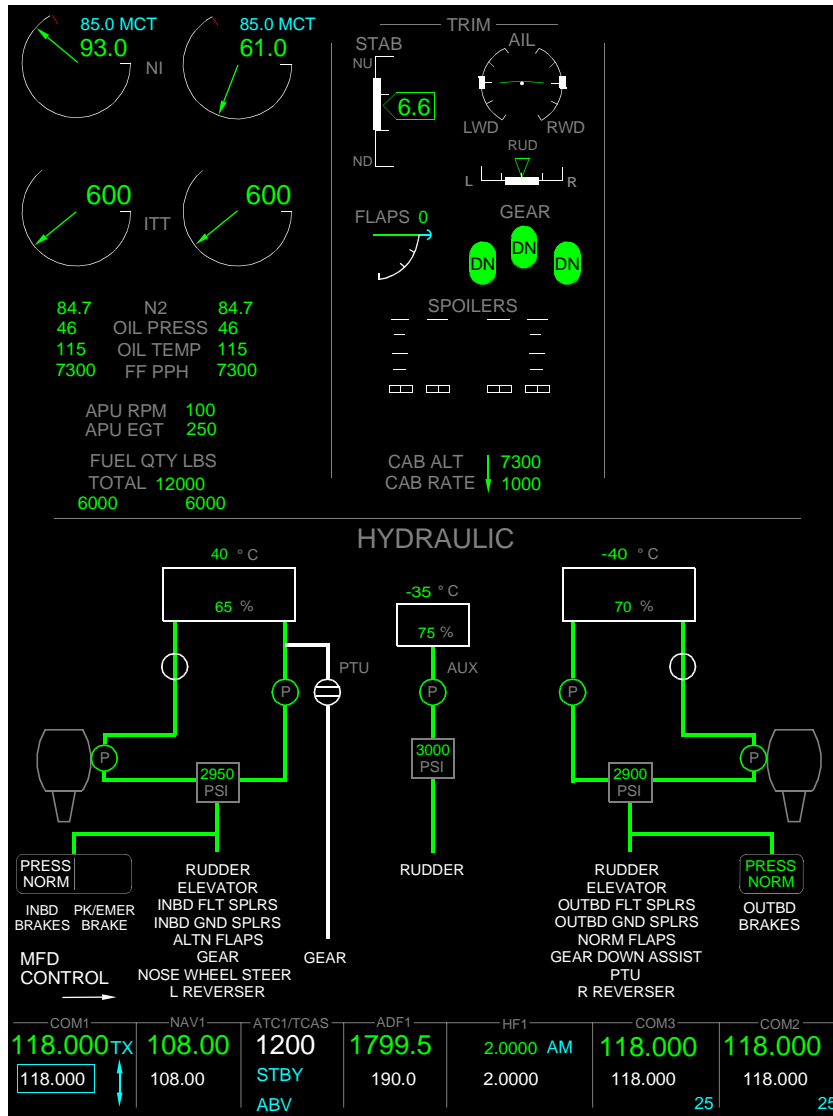 85.0 MCT 85.0 MCT
93.0 NI 61.0
600 ITT 600
84.7 N2 84.7
46 OIL PRESS 46
115 OIL TEMP 115
7300 FF PPH 7300
APU RPM 100
APU EGT 250
FUEL QTY LBS
TOTAL 12000
6000 6000
TRIM
STAB AIL
NU
6.6
LWD RWD
RUD
ND
L R
FLAPS 0 GEAR
DN DN DN
SPOILERS
CAB ALT 7300
CAB RATE 1000
HYDRAULIC
40 ° C -35 ° C -40 ° C
65 % 75 % 70 %
PTU AUX
P P P
P P
2950 PSI 3000 PSI 2900 PSI
PRESS NORM
INBD BRAKES PK/EMER BRAKE
RUDDER
ELEVATOR
INBD FLT SPLRS
INBD GND SPLRS
ALTN FLAPS
GEAR
NOSE WHEEL STEER
L REVERSER
GEAR
RUDDER
RUDDER
ELEVATOR
OUTBD FLT SPLRS
OUTBD GND SPLRS
NORM FLAPS
GEAR DOWN ASSIST
PTU
R REVERSER
PRESS NORM
OUTBD BRAKES
MFD
CONTROL
COM1 NAV1 ATC1/TCAS ADF1 HF1 COM3 COM2
118.000 TX 108.00 1200 1799.5 2.0000 AM 118.000 118.000
118.000 108.00 STBY 190.0 2.0000 118.000 118.000
ABV 25 25